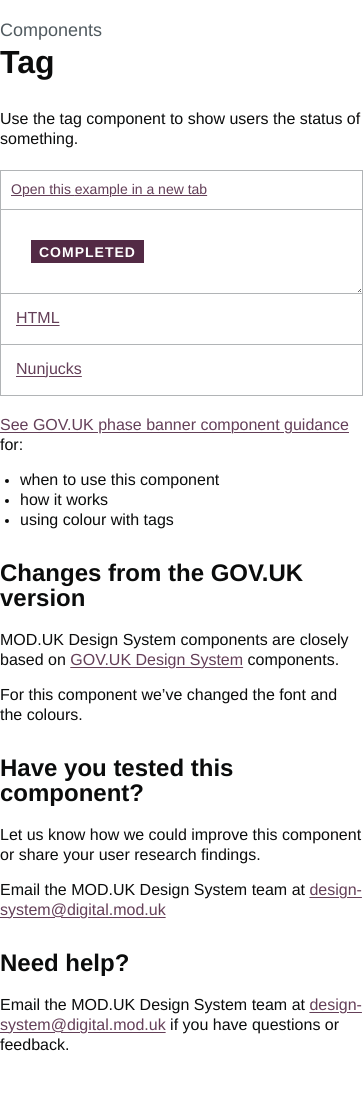 Components
Tag
Use the tag component to show users the status of
something.
Open this example in a new tab
COMPLETED
HTML
Nunjucks
See GOV.UK phase banner component guidance
for:
• when to use this component
• how it works
• using colour with tags
Changes from the GOV.UK
version
MOD.UK Design System components are closely
based on GOV.UK Design System components.
For this component we’ve changed the font and
the colours.
Have you tested this
component?
Let us know how we could improve this component
or share your user research findings.
Email the MOD.UK Design System team at design-
system@digital.mod.uk
Need help?
Email the MOD.UK Design System team at design-
system@digital.mod.uk if you have questions or
feedback.